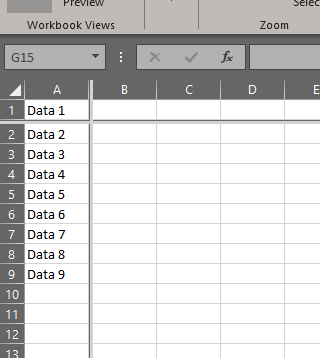 Preview
Selec
Workbook Views
Zoom
G15
fx
A B C D E
1 Data 1
2 Data 2
3 Data 3
4 Data 4
5 Data 5
6 Data 6
7 Data 7
8 Data 8
9 Data 9
10
11
12
13